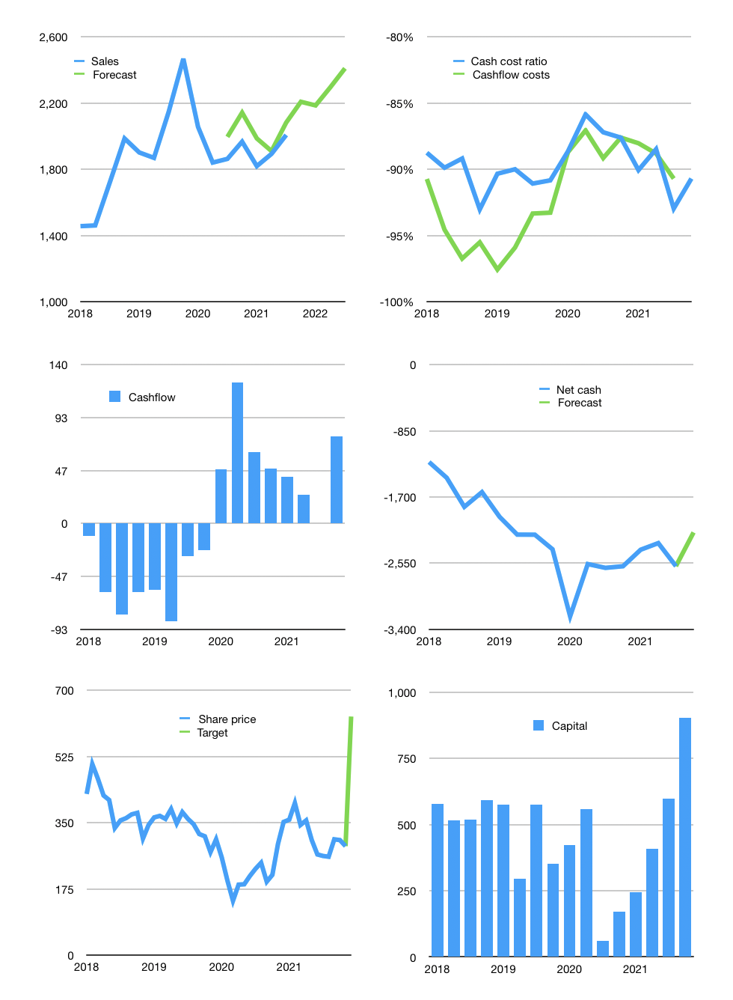 2,600
Sales
Forecast
2,200
1,800
1,400
1,000
2018 2019 2020 2021 2022
-80%
Cash cost ratio
Cashflow costs
-85%
-90%
-95%
-100%
2018 2019 2020 2021
140
Cashflow
93
47
0
-47
-93
2018 2019 2020 2021
0
Net cash
Forecast
-850
-1,700
-2,550
-3,400
2018 2019 2020 2021
700
Share price
Target
525
350
175
0
2018 2019 2020 2021
1,000
Capital
750
500
250
0
2018 2019 2020 2021